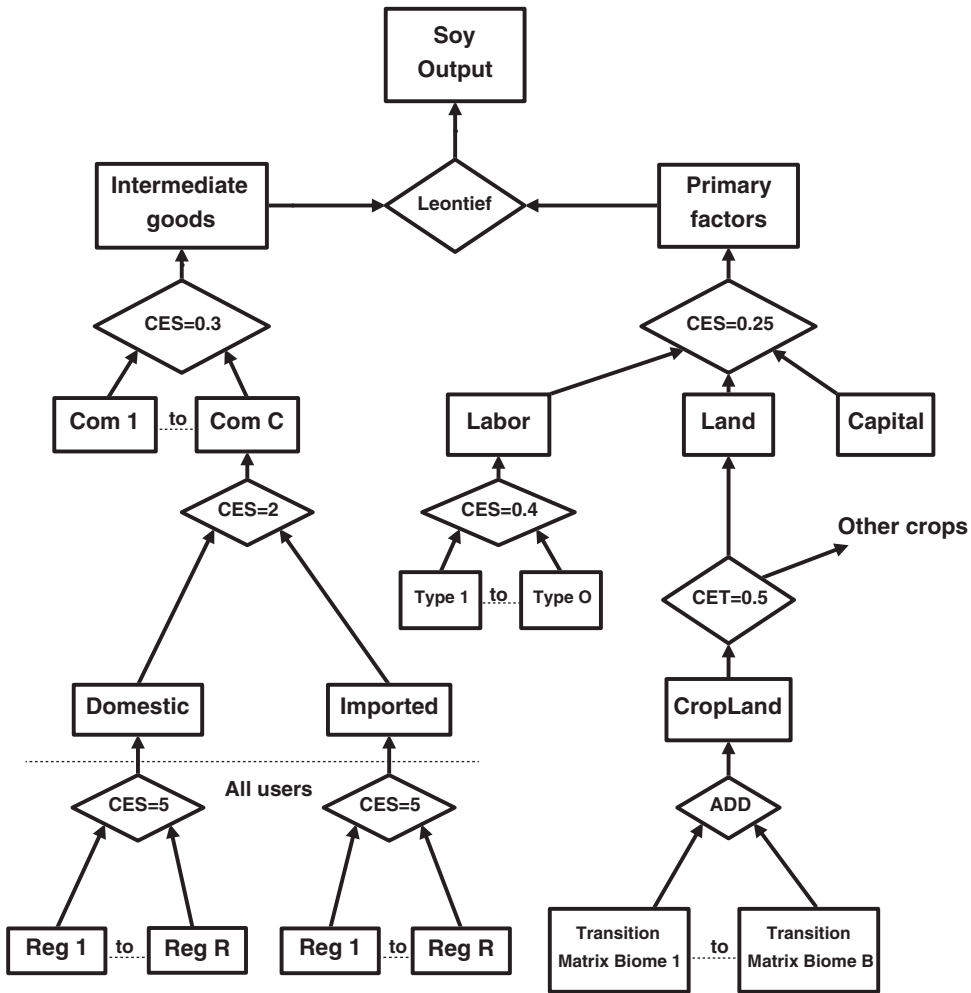 Soy
Output
Intermediate
goods
Leontief
Primary
factors
CES=0.3
CES=0.25
Com 1
to
Com C
Labor
Land
Capital
CES=2
CES=0.4
Other crops
Type 1
to
Type O
CET=0.5
Domestic
Imported
CropLand
All users
CES=5
CES=5
ADD
Reg 1
to
Reg R
Reg 1
to
Reg R
Transition
Matrix Biome 1
to
Transition
Matrix Biome B